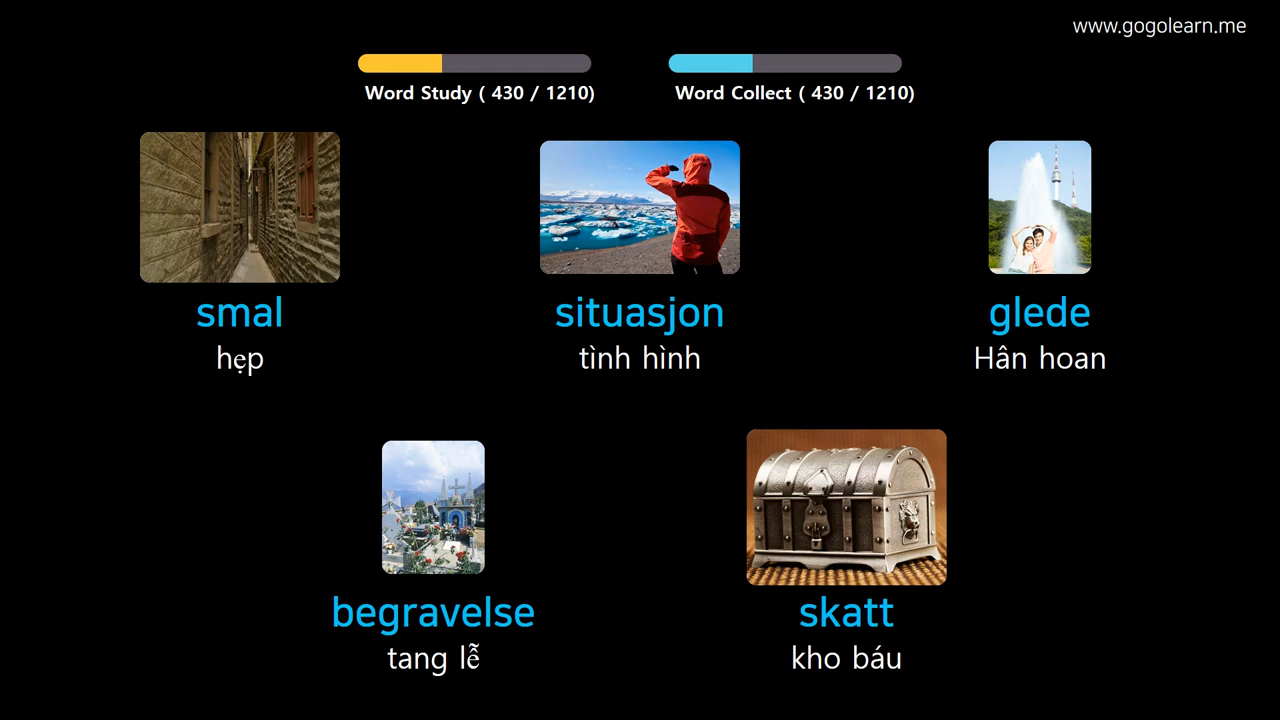 www.gogolearn.me
Word Study ( 430 / 1210)
Word Collect ( 430 / 1210)
smal
situasjon
glede
hẹp
tình hình
Hân hoan
begravelse
skatt
tang lễ
kho báu